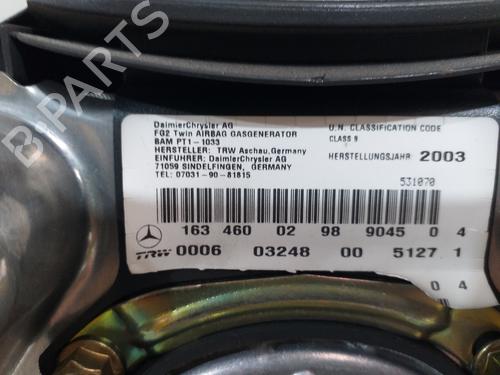 DaimlerChrysler AG
FG2 Twin AIRBAG GASGENERATOR
BAM PT1-1033
HERSTELLER: TRW Aschau,Germany
EINFUHRER: DaimlerChrysler AG
71059 SINDELFINGEN, GERMANY
TEL: 07031-90-81815
U.N. CLASSIFICATION CODE
CLASS 9
HERSTELLUNGSJAHR 2003
531070
163 460 02 98 9045 0 4
TRW 0006 03248 00 5127 1
0 4
B-PARTS